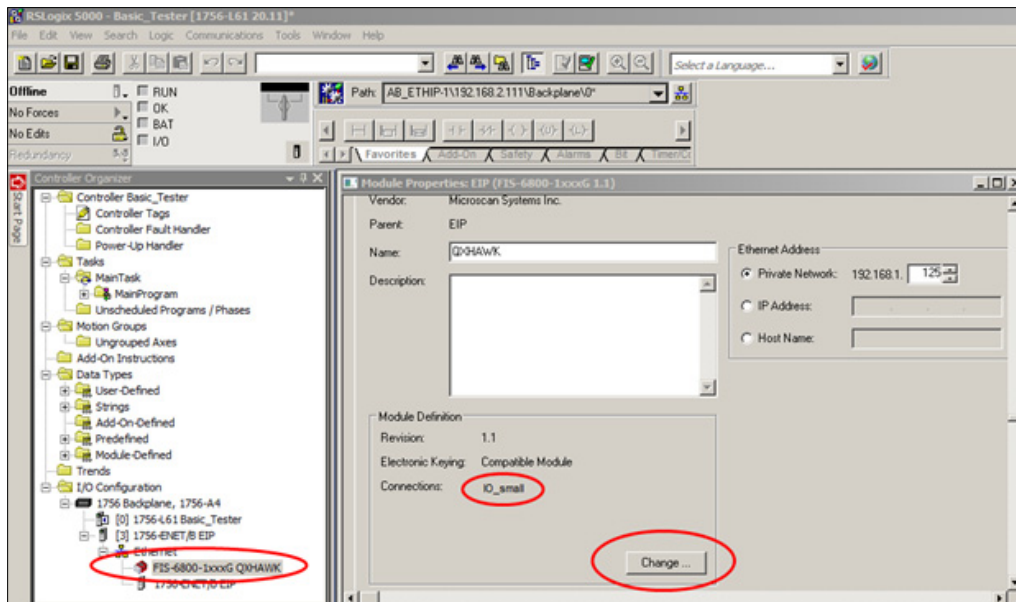 RSLogix 5000 - Basic_Tester [1756-L61 20.11]*
File Edit View Search Logic Communications Tools Window Help
Select a Language...
Offline
RUN
Path: AB_ETHIP-1\192.168.2.111\Backplane\0*
No Forces
OK
No Edits
BAT
Redundancy
I/O
Favorites Add-On Safety Alarms Bit Timer/C
Start Page
Controller Organizer
Controller Basic_Tester
Controller Tags
Controller Fault Handler
Power-Up Handler
Tasks
MainTask
MainProgram
Unscheduled Programs / Phases
Motion Groups
Ungrouped Axes
Add-On Instructions
Data Types
User-Defined
Strings
Add-On-Defined
Predefined
Module-Defined
Trends
I/O Configuration
1756 Backplane, 1756-A4
[0] 1756-L61 Basic_Tester
[3] 1756-ENET/B EIP
Ethernet
FIS-6800-1xxxG QXHAWK
1756-ENET/B EIP
Module Properties: EIP (FIS-6800-1xxxG 1.1)
Vendor: Microscan Systems Inc.
Parent: EIP
Name: QXHAWK
Description:
Ethernet Address
Private Network: 192.168.1. 125
IP Address:
Host Name:
Module Definition
Revision: 1.1
Electronic Keying: Compatible Module
Connections: IO_small
Change ...